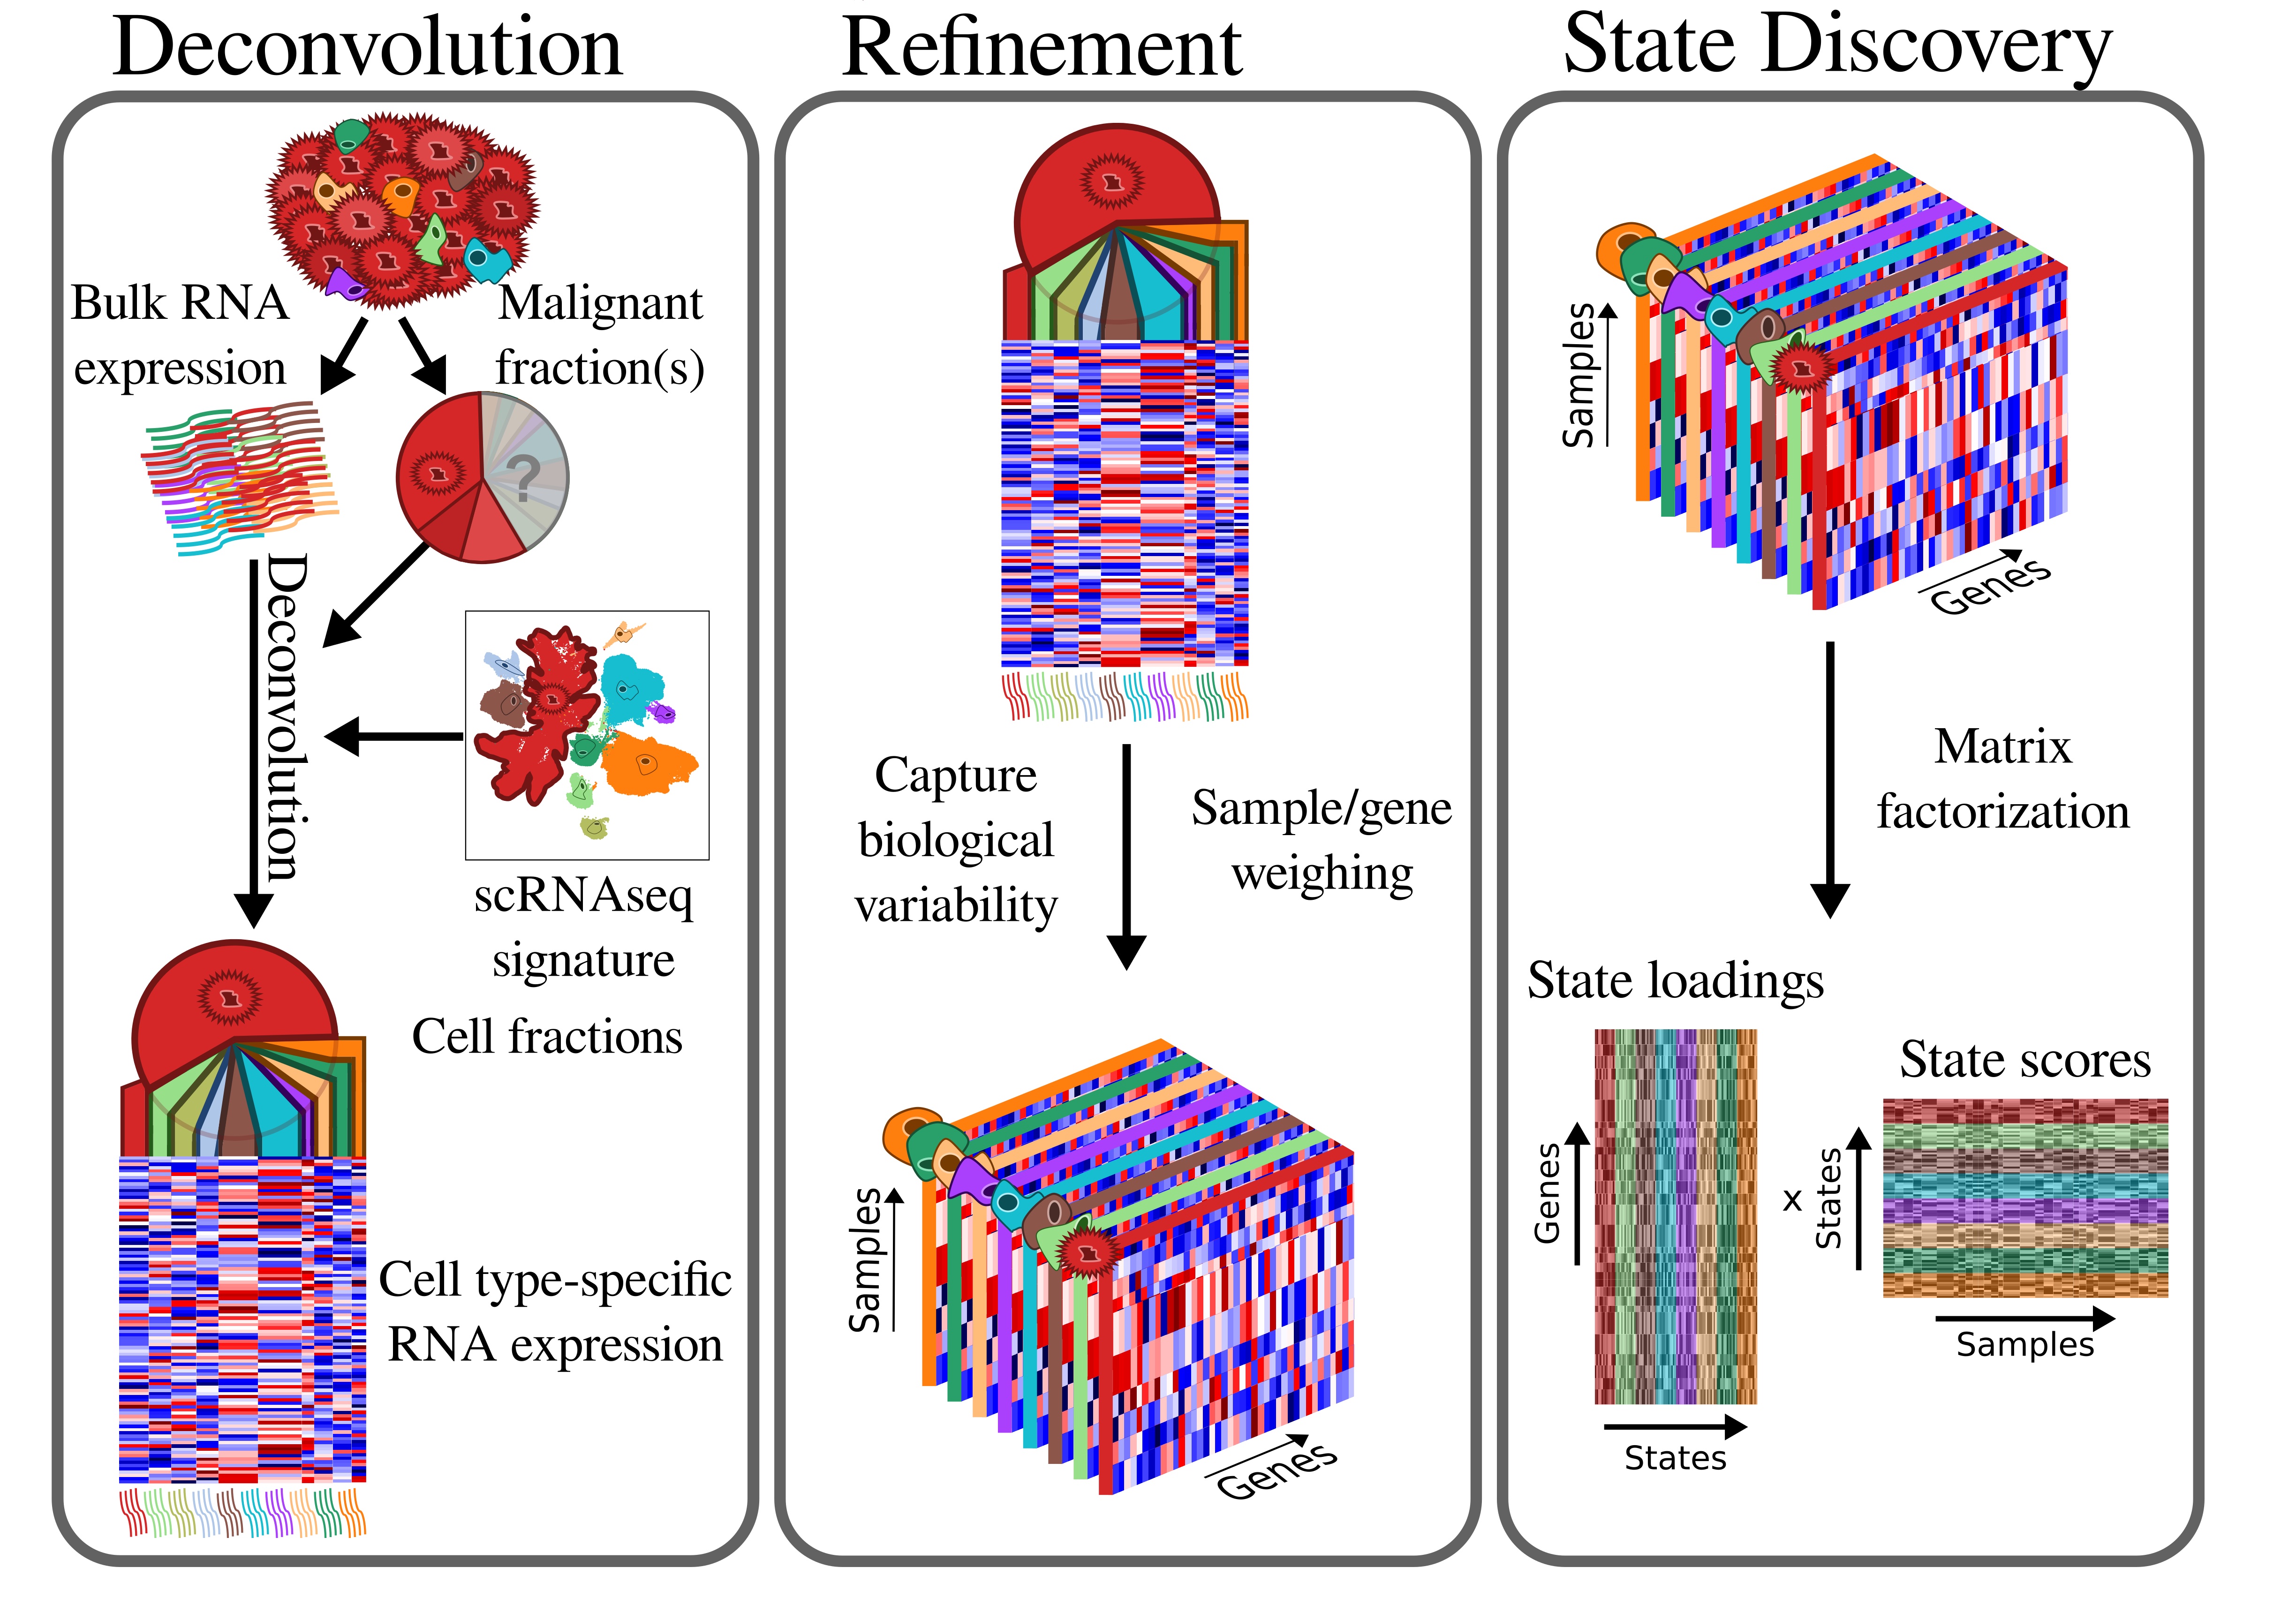 Deconvolution
Bulk RNA
expression
Malignant
fraction(s)
?
Deconvolution
scRNAseq
signature
Cell fractions
Cell type-specific
RNA expression
Refinement
Capture
biological
variability
Sample/gene
weighing
Samples
Genes
State Discovery
Samples
Genes
Matrix
factorization
State loadings
Genes
States
x
State scores
States
Samples